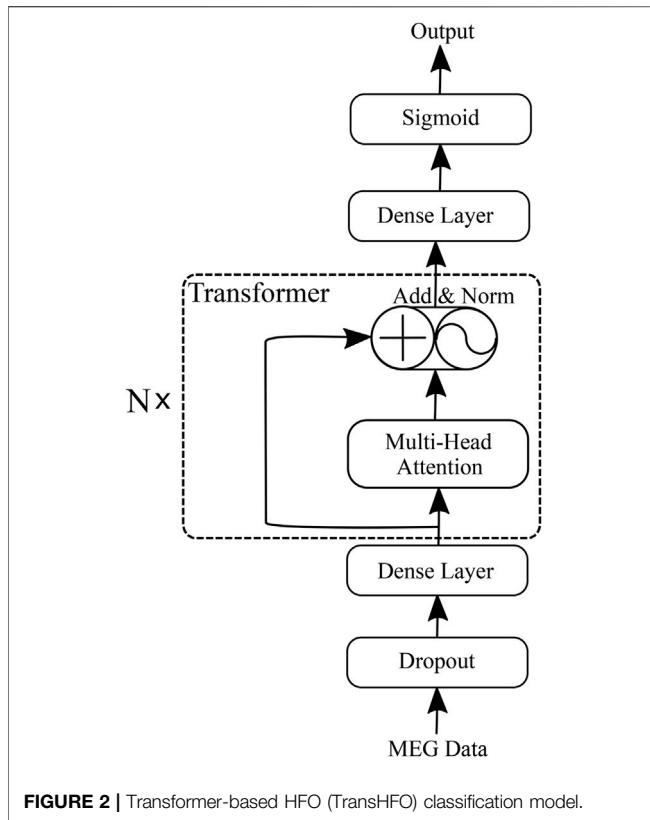 Output
Sigmoid
Dense Layer
Transformer
Add & Norm
N×
Multi-Head
Attention
Dense Layer
Dropout
MEG Data
FIGURE 2 | Transformer-based HFO (TransHFO) classification model.